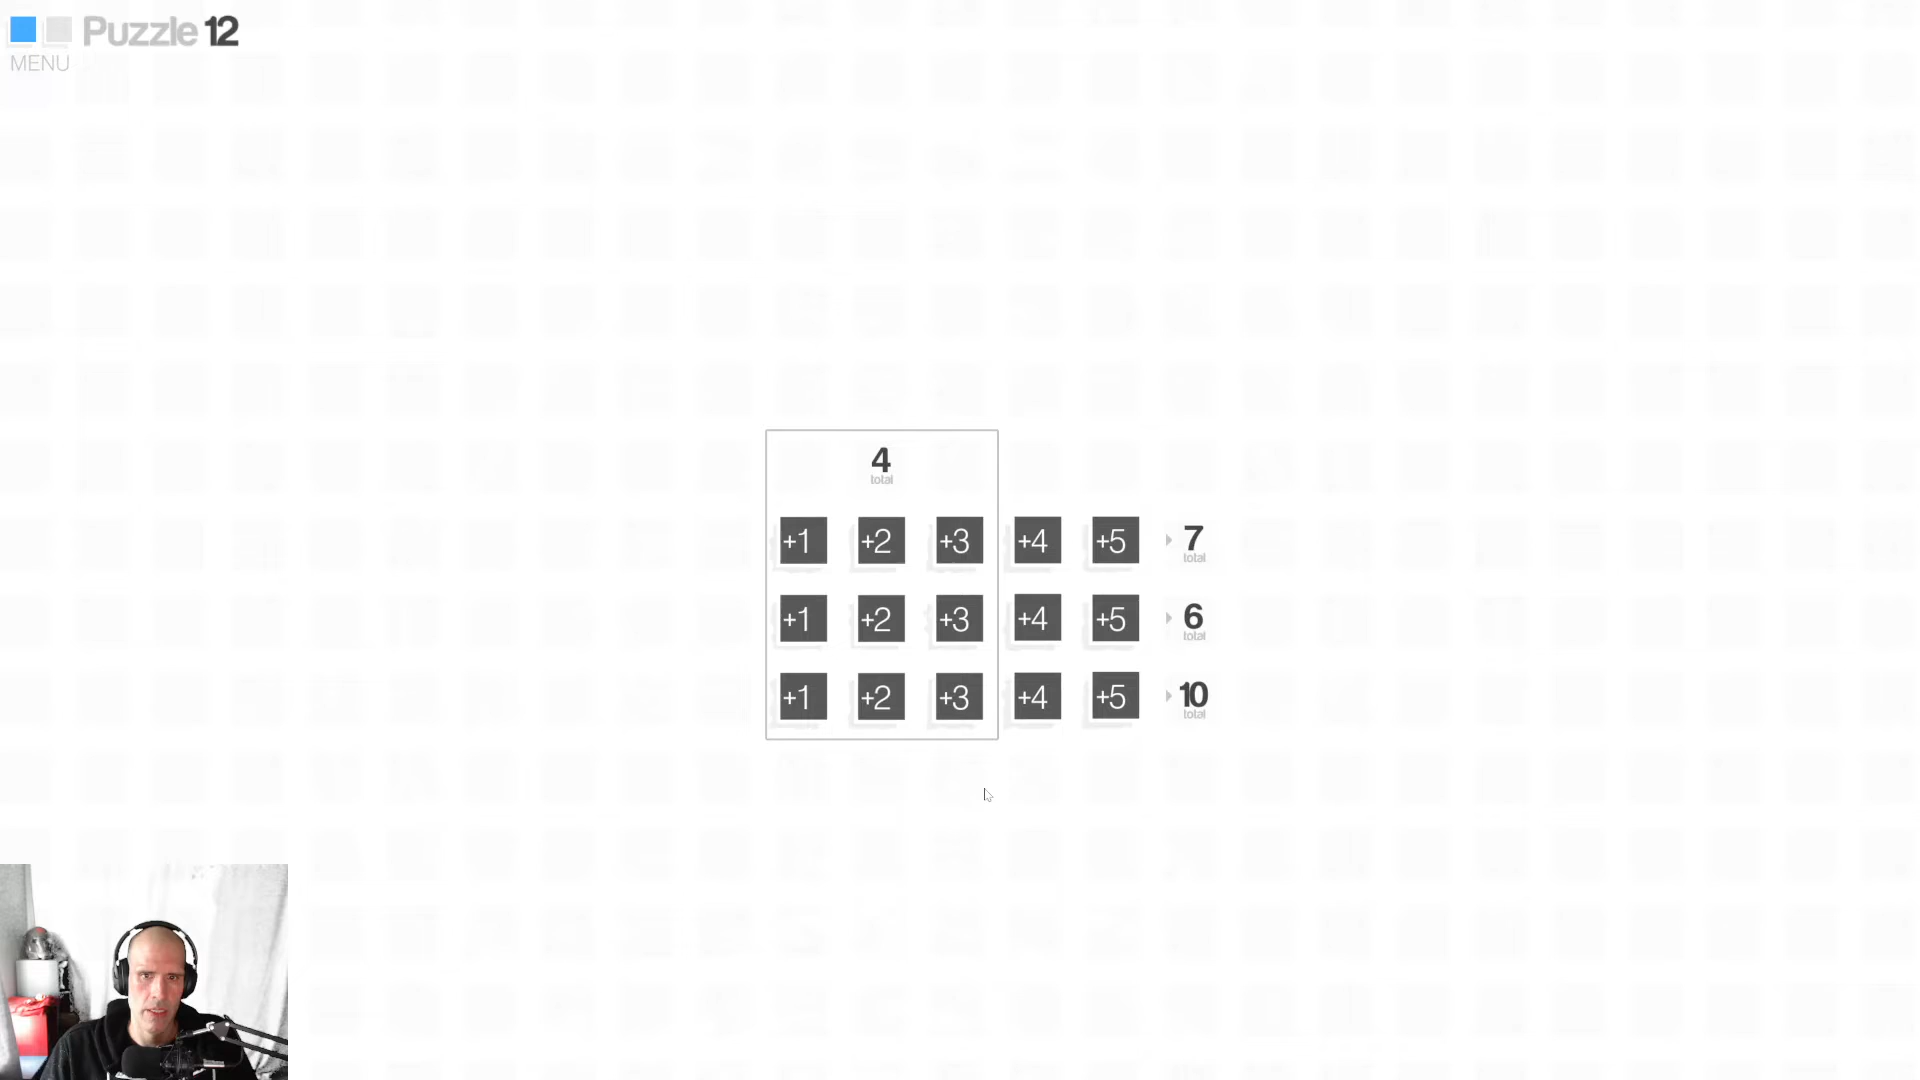 Puzzle 12
MENU
4
total
+1 +2 +3 +4 +5 7
total
+1 +2 +3 +4 +5 6
total
+1 +2 +3 +4 +5 10
total